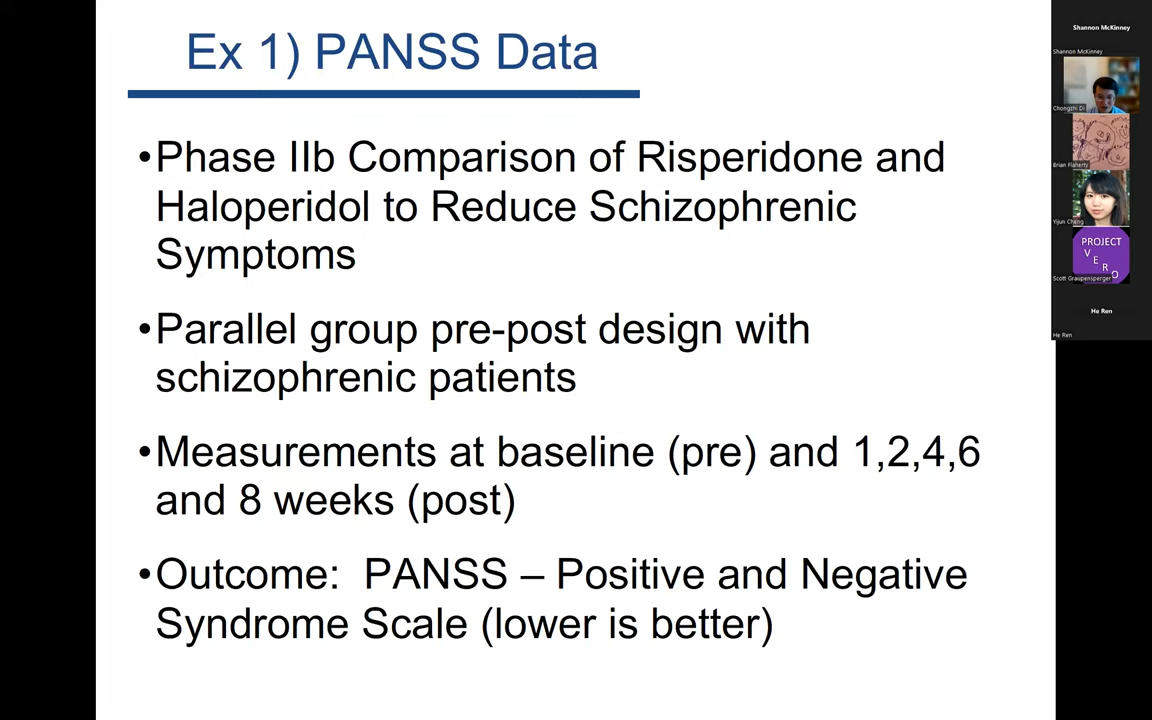 Ex 1) PANSS Data
•Phase IIb Comparison of Risperidone and
Haloperidol to Reduce Schizophrenic
Symptoms
•Parallel group pre-post design with
schizophrenic patients
•Measurements at baseline (pre) and 1,2,4,6
and 8 weeks (post)
•Outcome:  PANSS – Positive and Negative
Syndrome Scale (lower is better)
Shannon McKinney
Shannon McKinney
Chongzhi Di
Brian Flaherty
Yijun Cheng
PROJECT
V
E
R
O
Scott Graupensperger
He Ren
He Ren